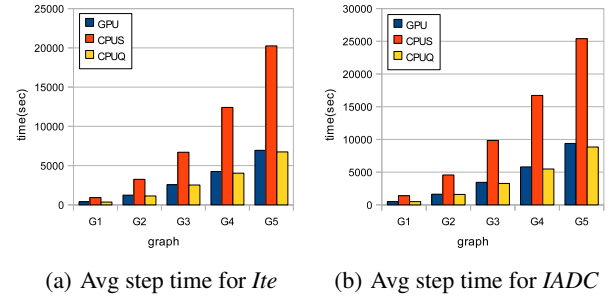 25000
20000
15000
10000
5000
0
time(sec)
GPU
CPUS
CPUQ
G1 G2 G3 G4 G5
graph
(a) Avg step time for Ite
30000
25000
20000
15000
10000
5000
0
time(sec)
GPU
CPUS
CPUQ
G1 G2 G3 G4 G5
graph
(b) Avg step time for IADC